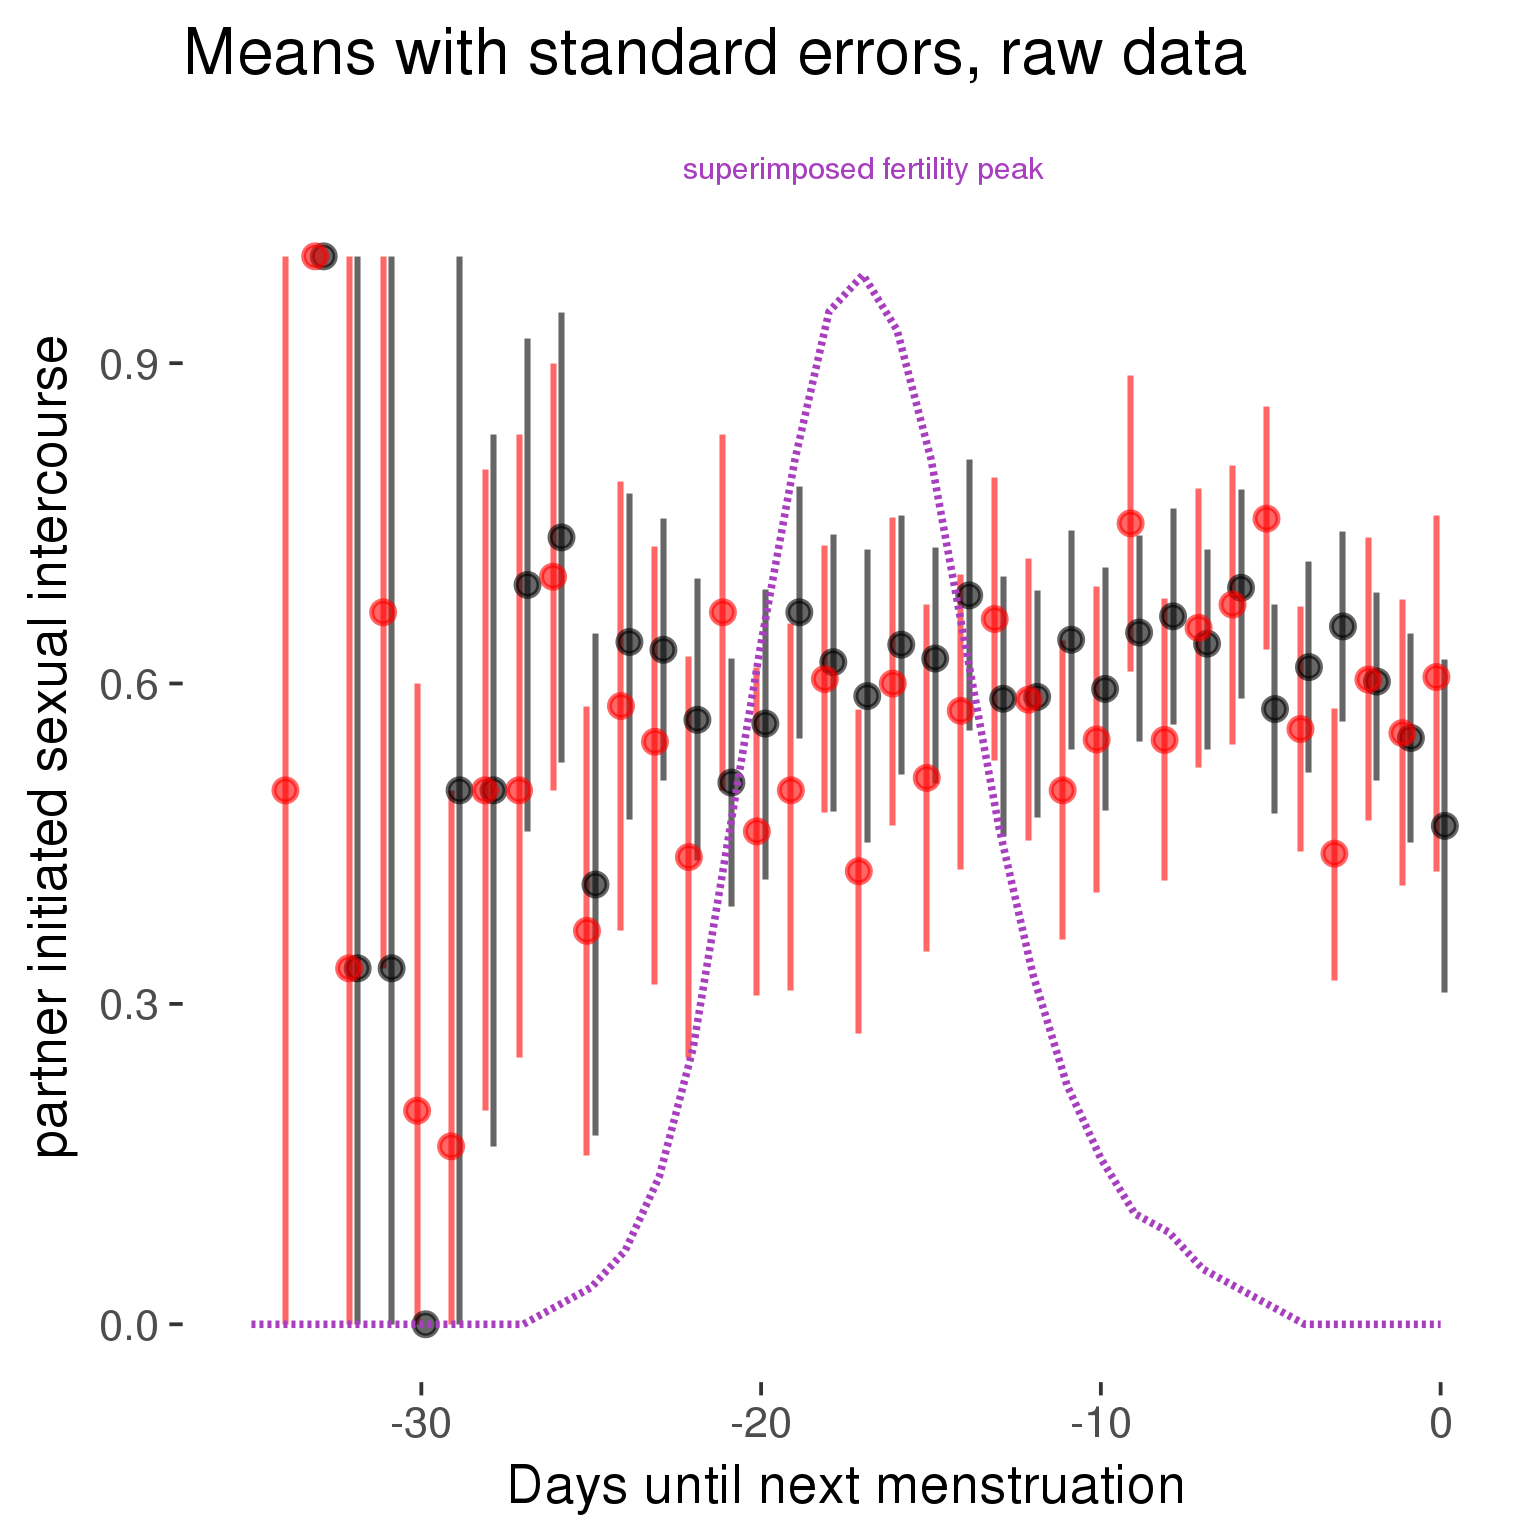 Means with standard errors, raw data
superimposed fertility peak
partner initiated sexual intercourse
0.9
0.6
0.3
0.0
-30
-20
-10
0
Days until next menstruation